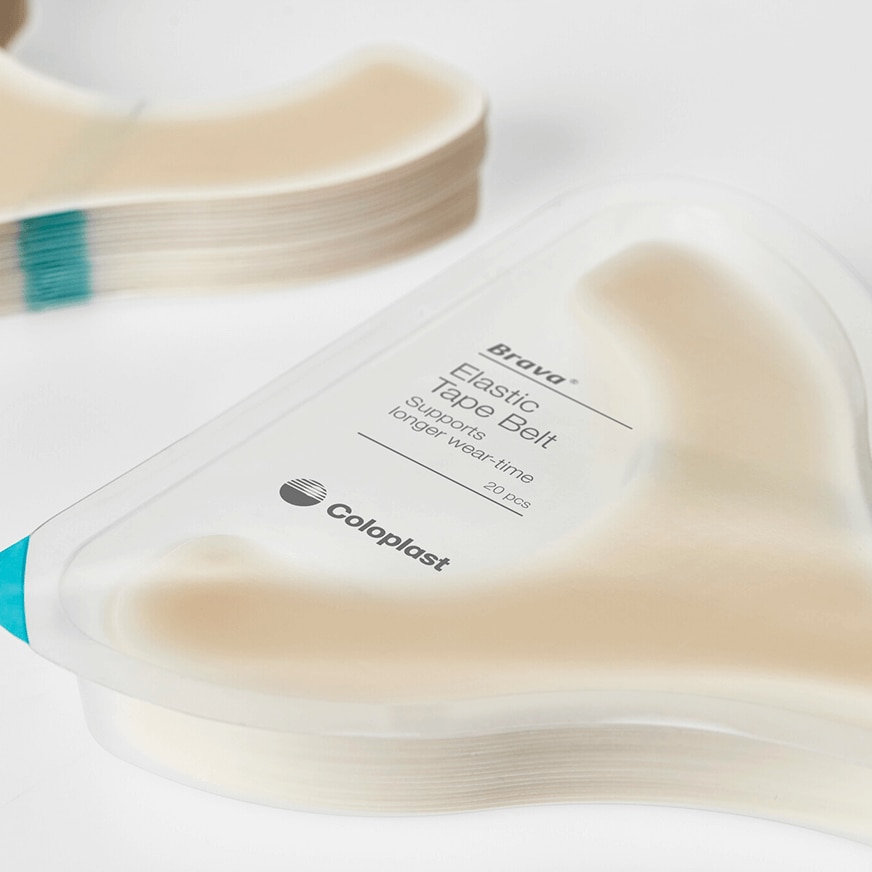 Brava®
Elastic
Tape Belt
Supports
longer wear-time
20 pcs
Coloplast